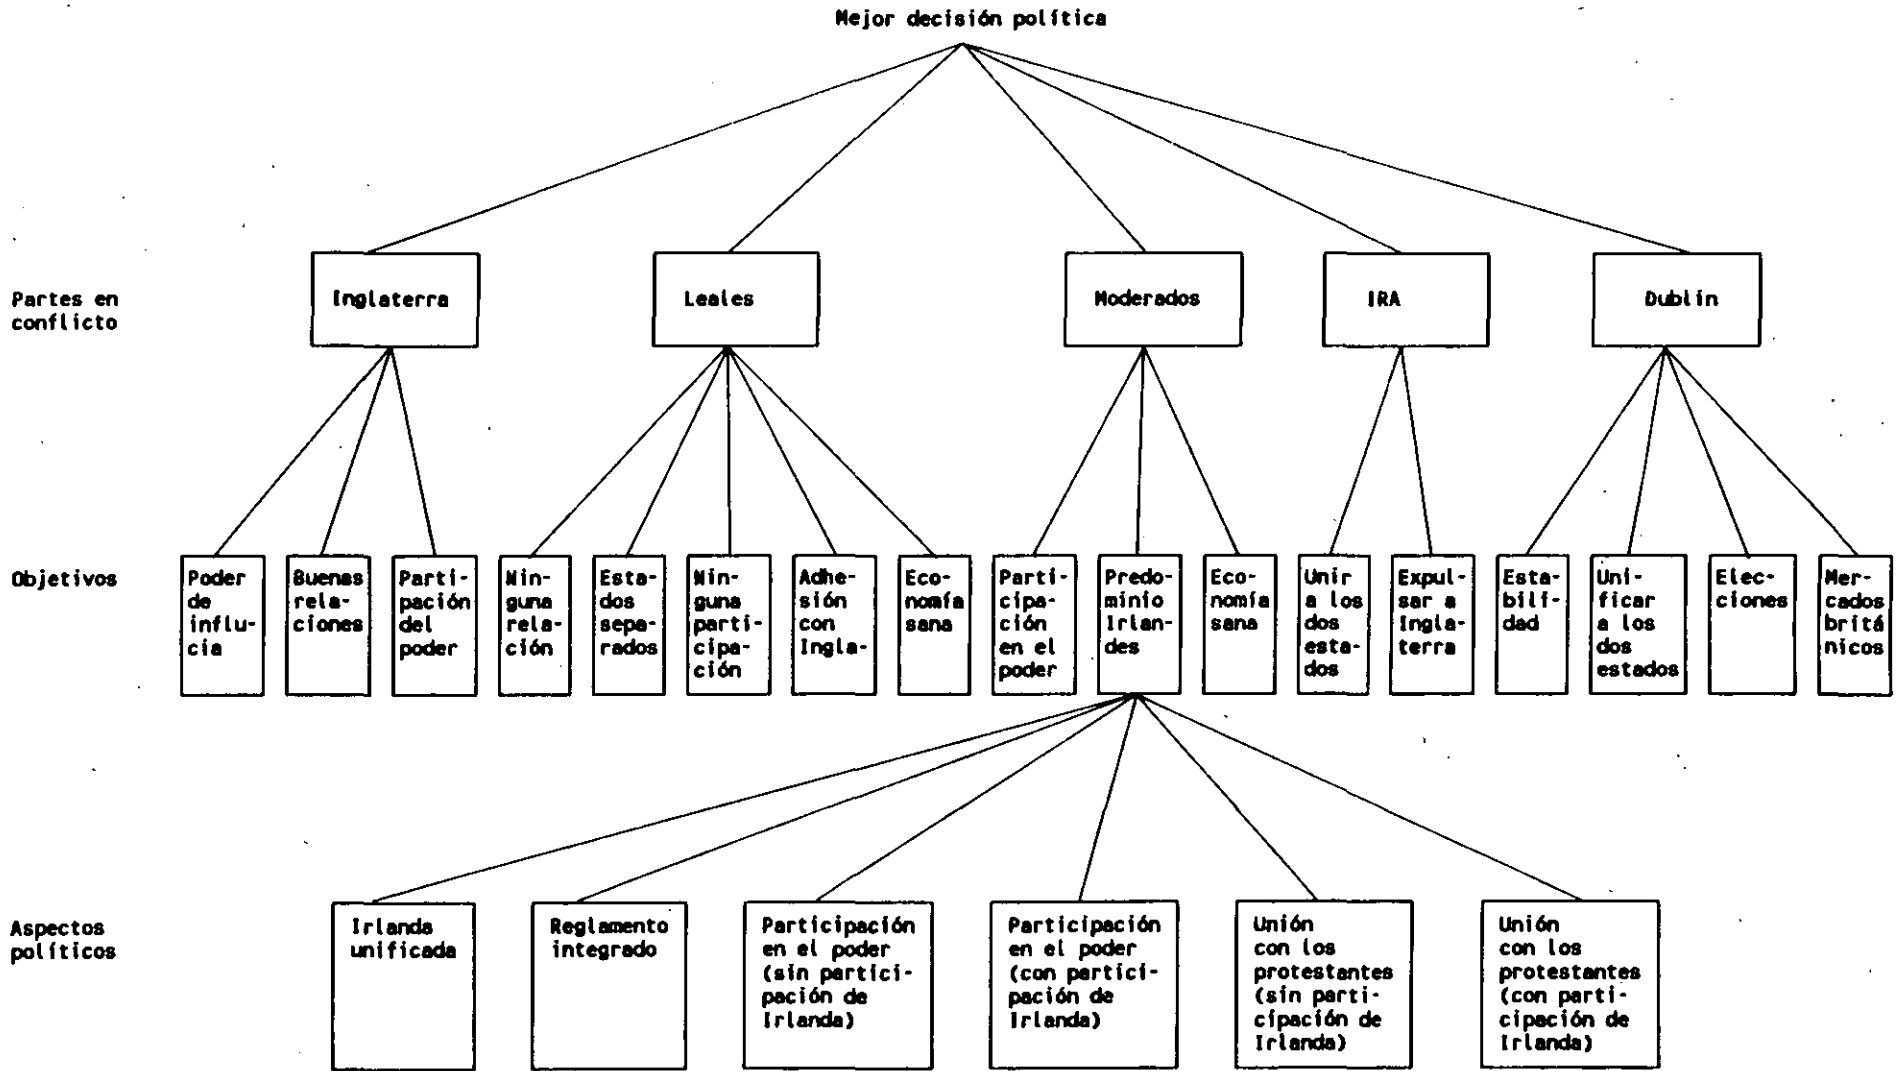 Mejor decisión política
Partes en
conflicto
Inglaterra
Leales
Moderados
IRA
Dublín
Objetivos
Poder
de
influ-
cia
Buenas
rela-
ciones
Parti-
pación
del
poder
Nin-
guna
rela-
ción
Esta-
dos
sepa-
rados
Nin-
guna
parti-
cipa-
ción
Adhe-
sión
con
Ingla-
Eco-
nomía
sana
Parti-
cipa-
ción
en el
poder
Predo-
minio
Irlan-
des
Eco-
nomía
sana
Unir
a los
dos
esta-
dos
Expul-
sar a
Ingla-
terra
Esta-
bili-
dad
Uni-
ficar
a los
dos
estados
Elec-
ciones
Mer-
cados
britá
nicos
Aspectos
políticos
Irlanda
unificada
Reglamento
integrado
Participación
en el poder
(sin partici-
pación de
Irlanda)
Participación
en el poder
(con partici-
pación de
Irlanda)
Unión
con los
protestantes
(sin parti-
cipación de
Irlanda)
Unión
con los
protestantes
(con parti-
cipación de
Irlanda)